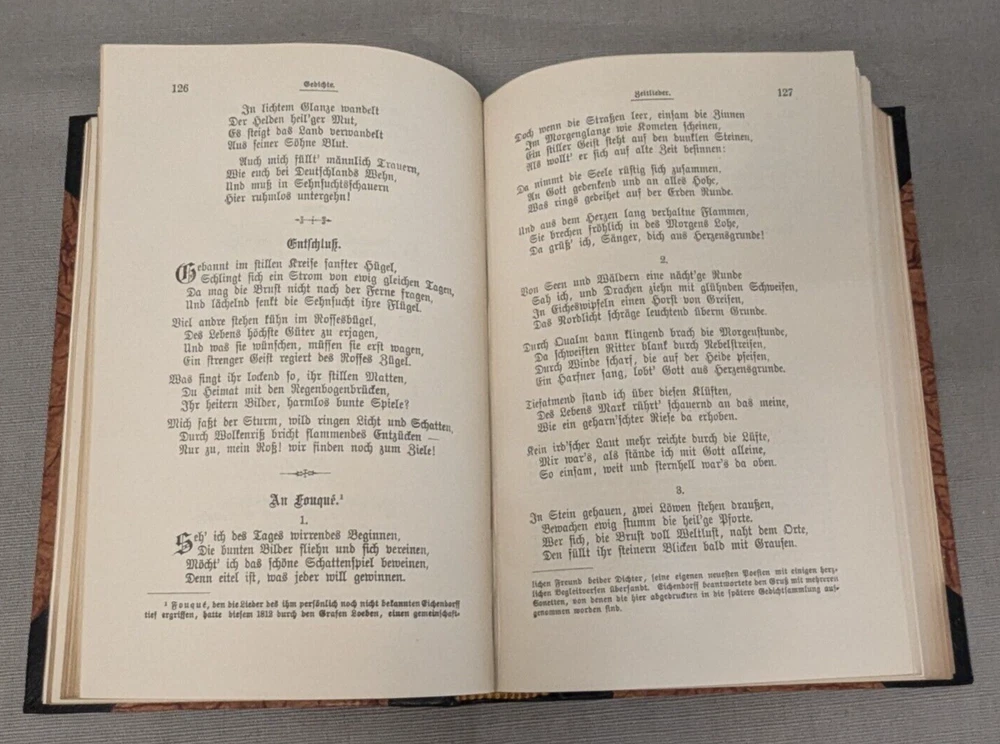 126
Gedichte.
In lichtem Glanze wandelt
Der Helden heil'ger Mut,
Es steigt das Land verwandelt
Aus seiner Söhne Blut.
Auch mich füllt' männlich Trauern,
Wie euch bei Deutschlands Wehn,
Und muß in Sehnsuchtsschauern
Hier ruhmlos untergehn!
Entschluß.
Gebannt im stillen Kreise sanfter Hügel,
Schlingt sich ein Strom von ewig gleichen Tagen,
Da mag die Brust nicht nach der Ferne fragen,
Und lächelnd senkt die Sehnsucht ihre Flügel.
Viel andre stehen kühn im Rossesbügel,
Des Lebens höchste Güter zu erjagen,
Und was sie wünschen, müssen sie erst wagen,
Ein strenger Geist regiert des Rosses Zügel.
Was singt ihr lockend so, ihr stillen Matten,
Du Heimat mit den Regenbogenbrücken,
Ihr heitern Bilder, harmlos bunte Spiele?
Mich faßt der Sturm, wild ringen Licht und Schatten,
Durch Wolkenriß bricht flammendes Entzücken —
Nur zu, mein Roß! wir finden noch zum Ziele!
An Fouqué.¹
1.
Seh' ich des Tages wirrendes Beginnen,
Die bunten Bilder fliehn und sich vereinen,
Möcht' ich das schöne Schattenspiel beweinen,
Denn eitel ist, was jeder will gewinnen.
¹ Fouqué, den die Lieder des ihm persönlich noch nicht bekannten Eichendorff
tief ergriffen, hatte diesem 1812 durch den Grafen Loeben, einen gemeinschaft-
Zeitlieder.
127
Doch wenn die Straßen leer, einsam die Zinnen
Im Morgenglanze wie Kometen scheinen,
Ein stiller Geist steht auf den dunklen Steinen,
Als wollt' er sich auf alte Zeit besinnen:
Da nimmt die Seele rüstig sich zusammen,
An Gott gedenkend und an alles Hohe,
Was rings gedeihet auf der Erden Runde.
Und aus dem Herzen lang verhaltne Flammen,
Sie brechen fröhlich in des Morgens Lohe,
Da grüß' ich, Sänger, dich aus Herzensgrunde!
2.
Von Seen und Wäldern eine nächt'ge Runde
Sah ich, und Drachen ziehn mit glühnden Schweifen,
In Eicheswipfeln einen Horst von Greifen,
Das Nordlicht schräge leuchtend überm Grunde.
Durch Qualm dann klingend brach die Morgenstunde,
Da schweiften Ritter blank durch Nebelstreifen,
Durch Winde scharf, die auf der Heide pfeifen,
Ein Harfner sang, lobt' Gott aus Herzensgrunde.
Tiefatmend stand ich über diesen Klüften,
Des Lebens Mark rührt' schauernd an das meine,
Wie ein geharn'schter Riese da erhoben.
Kein ird'scher Laut mehr reichte durch die Lüfte,
Mir war's, als stände ich mit Gott alleine,
So einsam, weit und sternhell war's da oben.
3.
In Stein gehauen, zwei Löwen stehen draußen,
Bewachen ewig stumm die heil'ge Pforte.
Wer sich, die Brust voll Weltlust, naht dem Orte,
Den füllt ihr steinern Blicken bald mit Grausen.
lichen Freund beider Dichter, seine eigenen neuesten Poesien mit einigen herz-
lichen Begleitversen übersandt. Eichendorff beantwortete den Gruß mit mehreren
Sonetten, von denen die hier abgedruckten in die spätere Gedichtsammlung auf-
genommen worden sind.